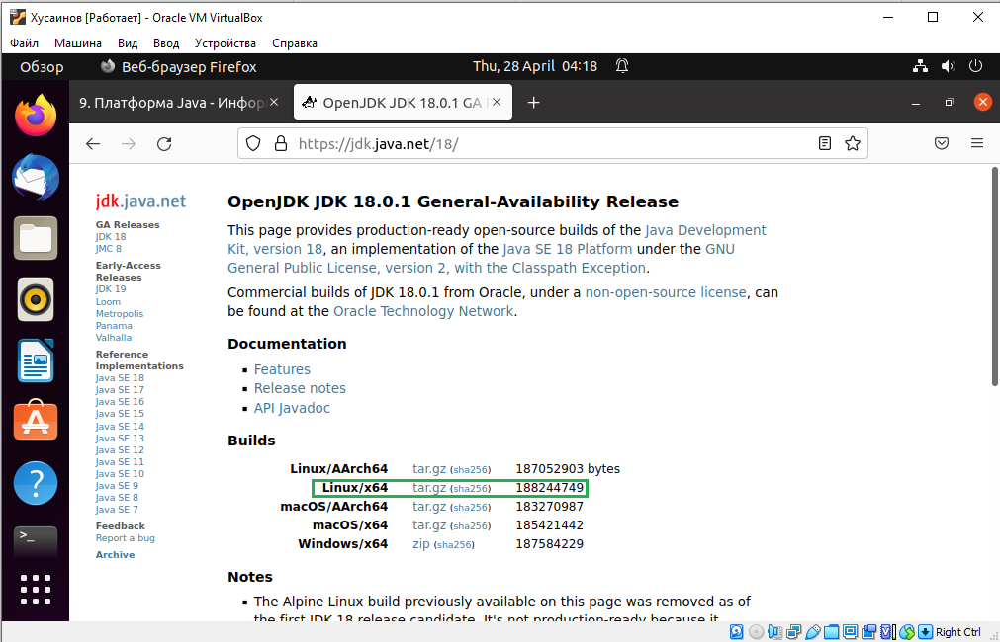 Хусаинов [Работает] - Oracle VM VirtualBox
Файл Машина Вид Ввод Устройства Справка
Обзор Веб-браузер Firefox Thu, 28 April 04:18
9. Платформа Java - Инфор OpenJDK JDK 18.0.1 GA
https://jdk.java.net/18/
jdk.java.net
GA Releases
JDK 18
JMC 8
Early-Access
Releases
JDK 19
Loom
Metropolis
Panama
Valhalla
Reference
Implementations
Java SE 18
Java SE 17
Java SE 16
Java SE 15
Java SE 14
Java SE 13
Java SE 12
Java SE 11
Java SE 10
Java SE 9
Java SE 8
Java SE 7
Feedback
Report a bug
Archive
OpenJDK JDK 18.0.1 General-Availability Release
This page provides production-ready open-source builds of the Java Development
Kit, version 18, an implementation of the Java SE 18 Platform under the GNU
General Public License, version 2, with the Classpath Exception.
Commercial builds of JDK 18.0.1 from Oracle, under a non-open-source license, can
be found at the Oracle Technology Network.
Documentation
Features
Release notes
API Javadoc
Builds
Linux/AArch64 tar.gz (sha256) 187052903 bytes
Linux/x64 tar.gz (sha256) 188244749
macOS/AArch64 tar.gz (sha256) 183270987
macOS/x64 tar.gz (sha256) 185421442
Windows/x64 zip (sha256) 187584229
Notes
The Alpine Linux build previously available on this page was removed as of
the first JDK 18 release candidate. It's not production-ready because it
Right Ctrl